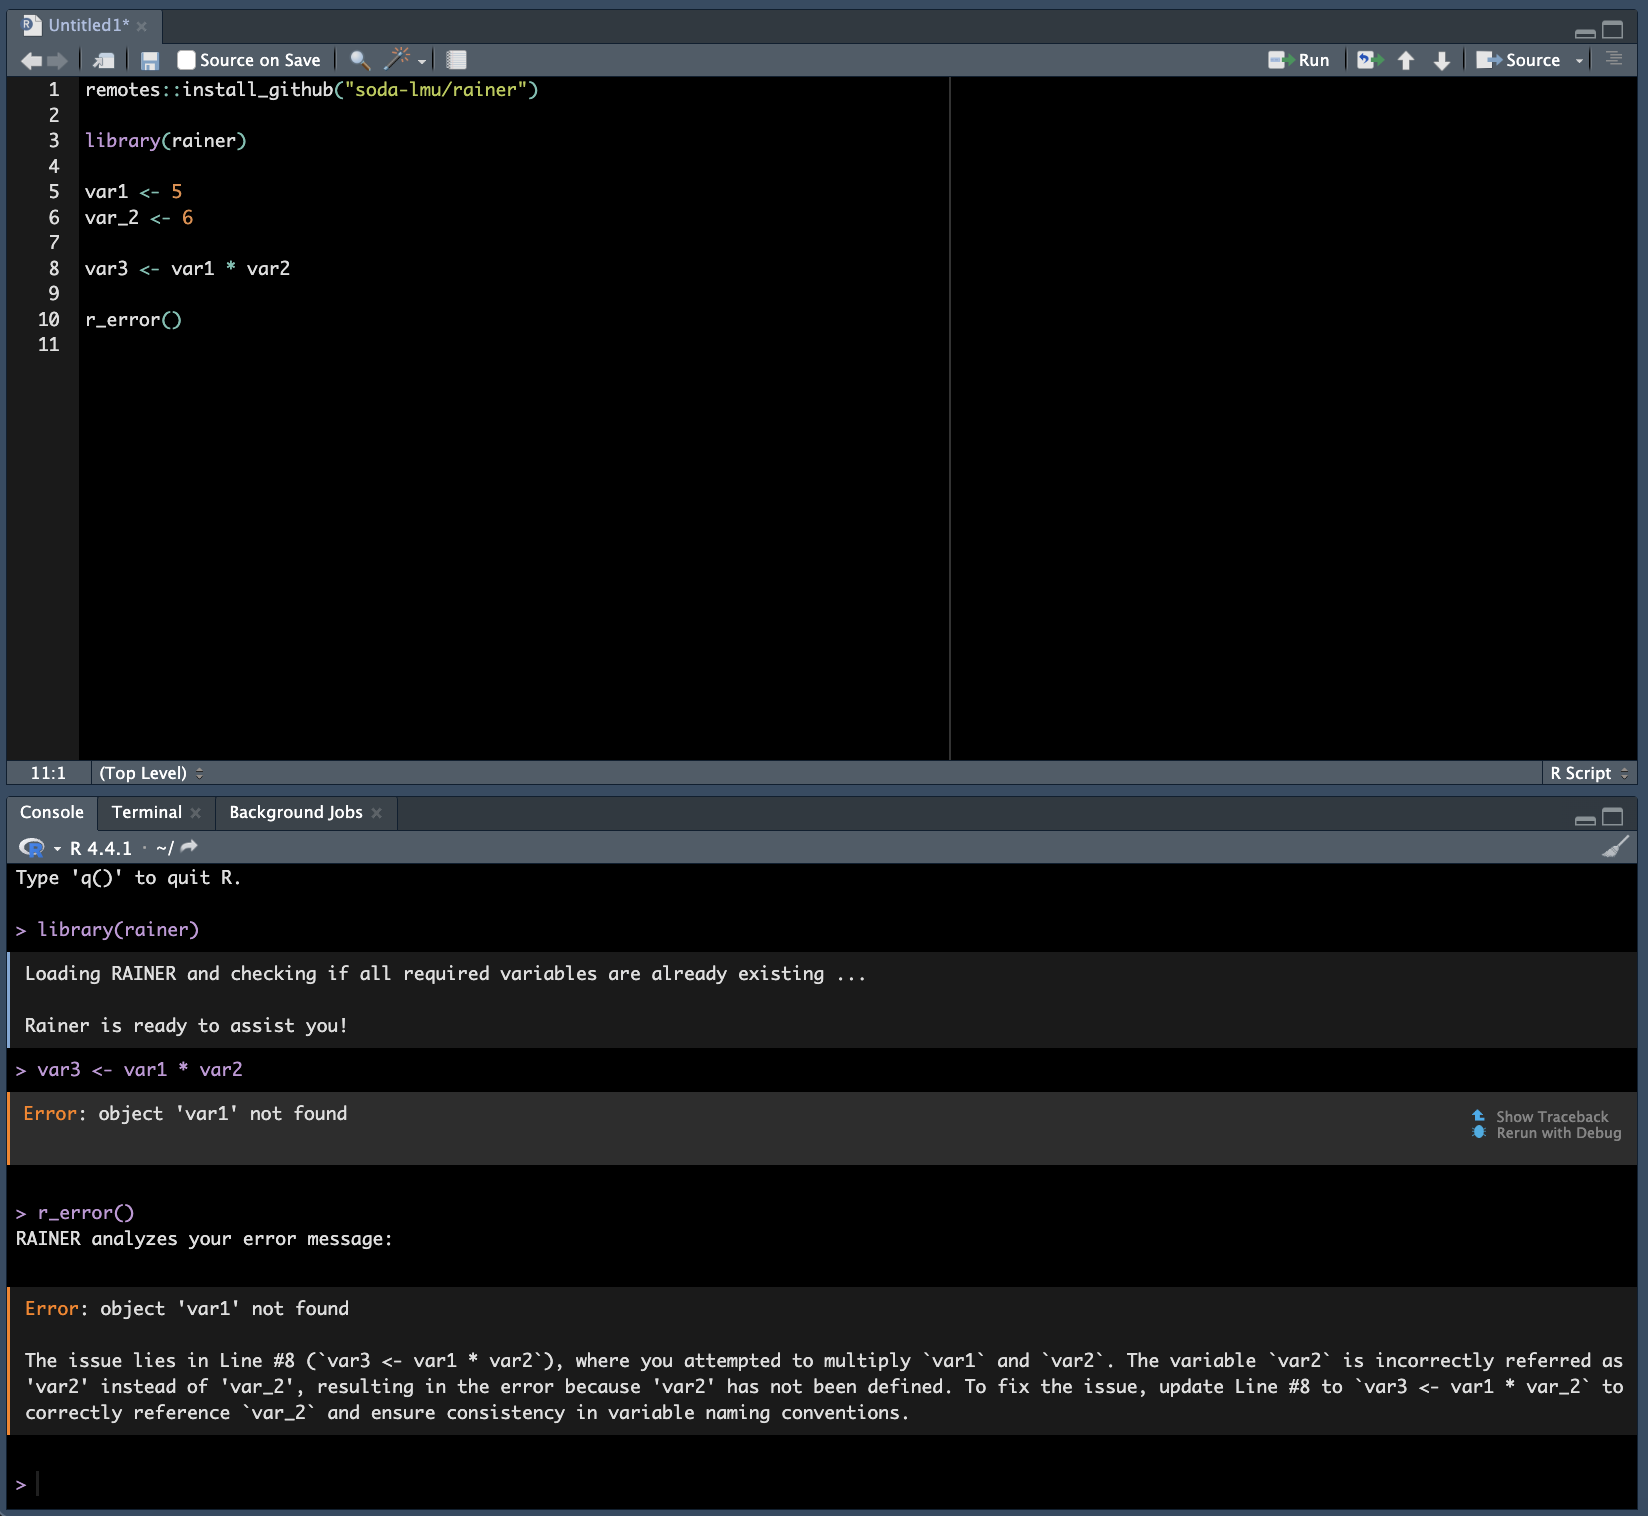 Untitled1*
Source on Save
Run
Source
1 remotes::install_github("soda-lmu/rainer")
2
3 library(rainer)
4
5 var1 <- 5
6 var_2 <- 6
7
8 var3 <- var1 * var2
9
10 r_error()
11
11:1 (Top Level) R Script
Console Terminal Background Jobs
R 4.4.1 · ~/
Type 'q()' to quit R.
> library(rainer)
Loading RAINER and checking if all required variables are already existing ...
Rainer is ready to assist you!
> var3 <- var1 * var2
Error: object 'var1' not found
Show Traceback
Rerun with Debug
> r_error()
RAINER analyzes your error message:
Error: object 'var1' not found
The issue lies in Line #8 (`var3 <- var1 * var2`), where you attempted to multiply `var1` and `var2`. The variable `var2` is incorrectly referred as
'var2' instead of 'var_2', resulting in the error because 'var2' has not been defined. To fix the issue, update Line #8 to `var3 <- var1 * var_2` to
correctly reference `var_2` and ensure consistency in variable naming conventions.
>